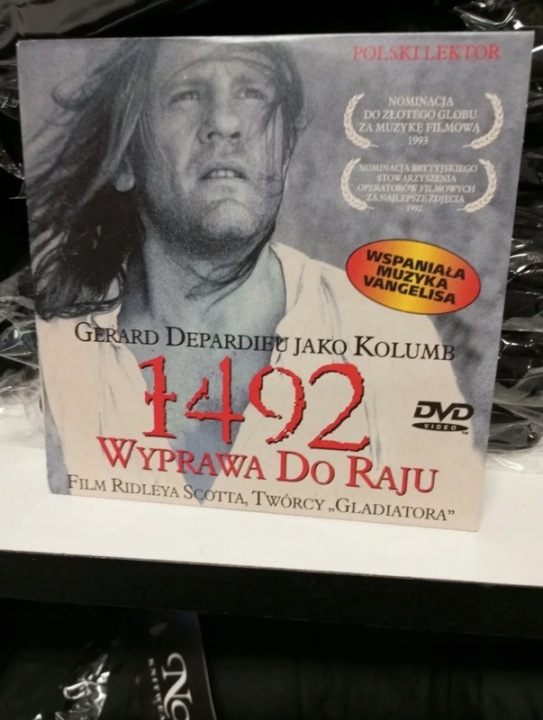 POLSKI LEKTOR
NOMINACJA
DO ZŁOTEGO GLOBU
ZA MUZYKĘ FILMOWĄ
1993
NOMINACJA BRYTYJSKIEGO
STOWARZYSZENIA
OPERATORÓW FILMOWYCH
ZA NAJLEPSZE ZDJĘCIA
1992
WSPANIAŁA
MUZYKA
VANGELISA
GERARD DEPARDIEU JAKO KOLUMB
1492
DVD
VIDEO
WYPRAWA DO RAJU
FILM RIDLEYA SCOTTA, TWÓRCY „GLADIATORA”